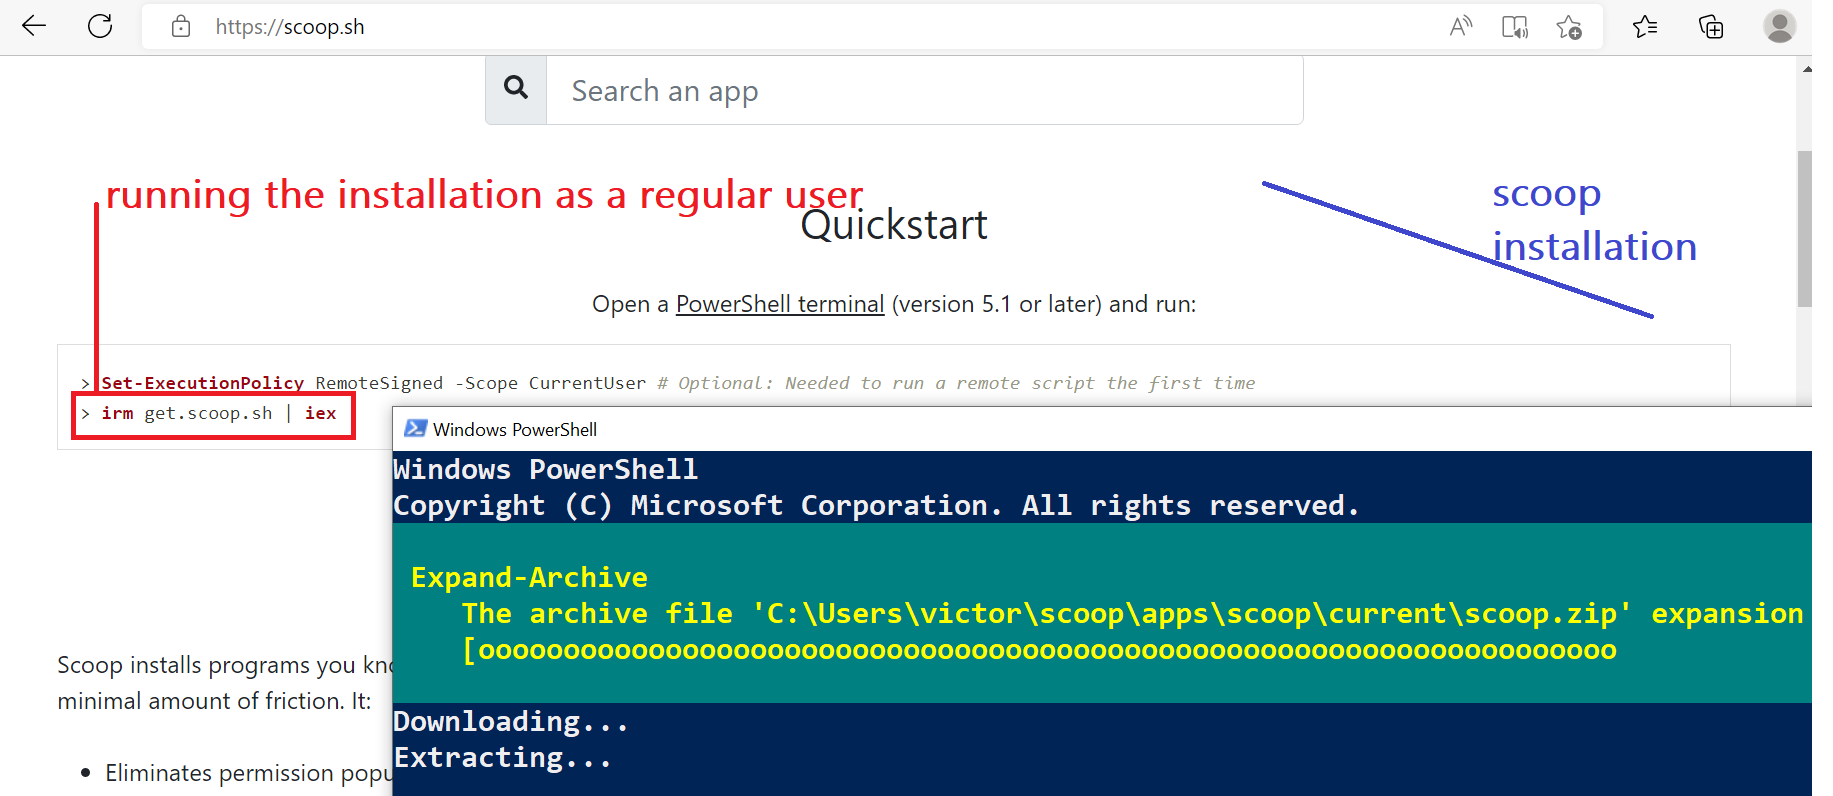 https://scoop.sh
Search an app
running the installation as a regular user
scoop
installation
Quickstart
Open a PowerShell terminal (version 5.1 or later) and run:
> Set-ExecutionPolicy RemoteSigned -Scope CurrentUser # Optional: Needed to run a remote script the first time
> irm get.scoop.sh | iex
Windows PowerShell
Windows PowerShell
Copyright (C) Microsoft Corporation. All rights reserved.
Expand-Archive
The archive file 'C:\Users\victor\scoop\apps\scoop\current\scoop.zip' expansion
[ooooooooooooooooooooooooooooooooooooooooooooooooooooooooooooooooooo
Downloading...
Extracting...
Scoop installs programs you kno
minimal amount of friction. It:
• Eliminates permission popu